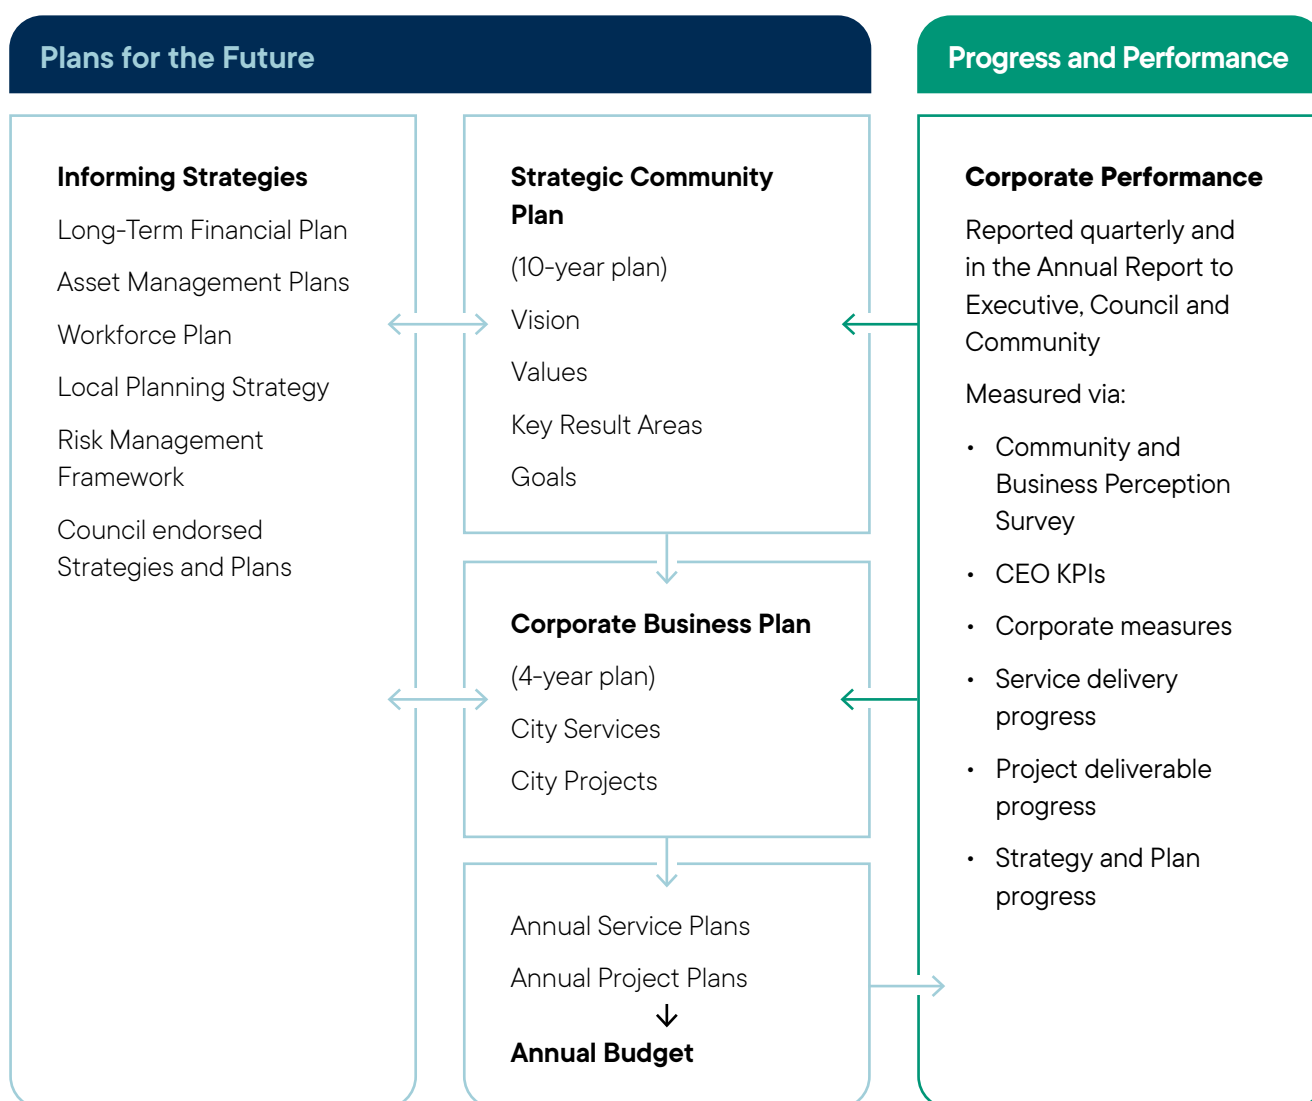 Plans for the Future
Progress and Performance
Informing Strategies
Long-Term Financial Plan
Asset Management Plans
Workforce Plan
Local Planning Strategy
Risk Management
Framework
Council endorsed
Strategies and Plans
Strategic Community
Plan
(10-year plan)
Vision
Values
Key Result Areas
Goals
Corporate Business Plan
(4-year plan)
City Services
City Projects
Annual Service Plans
Annual Project Plans
Annual Budget
Corporate Performance
Reported quarterly and
in the Annual Report to
Executive, Council and
Community
Measured via:
• Community and
Business Perception
Survey
• CEO KPIs
• Corporate measures
• Service delivery
progress
• Project deliverable
progress
• Strategy and Plan
progress